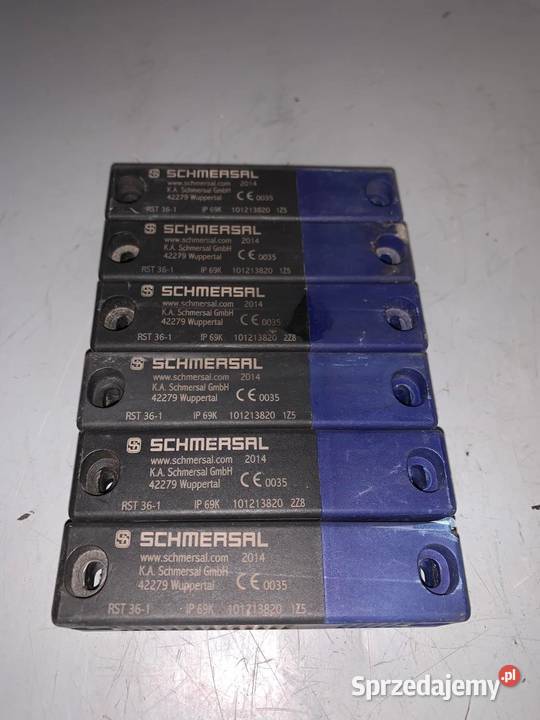 SCHMERSAL
www.schmersal.com 2014
K.A. Schmersal GmbH
42279 Wuppertal CE 0035
RST 36-1 IP 69K 101213820 1Z5
SCHMERSAL
www.schmersal.com 2014
K.A. Schmersal GmbH
42279 Wuppertal CE 0035
RST 36-1 IP 69K 101213820 1Z5
SCHMERSAL
www.schmersal.com 2014
K.A. Schmersal GmbH
42279 Wuppertal CE 0035
RST 36-1 IP 69K 101213820 2Z8
SCHMERSAL
www.schmersal.com 2014
K.A. Schmersal GmbH
42279 Wuppertal CE 0035
RST 36-1 IP 69K 101213820 1Z5
SCHMERSAL
www.schmersal.com 2014
K.A. Schmersal GmbH
42279 Wuppertal CE 0035
RST 36-1 IP 69K 101213820 2Z8
SCHMERSAL
www.schmersal.com 2014
K.A. Schmersal GmbH
42279 Wuppertal CE 0035
RST 36-1 IP 69K 101213820 1Z5
Sprzedajemy.pl